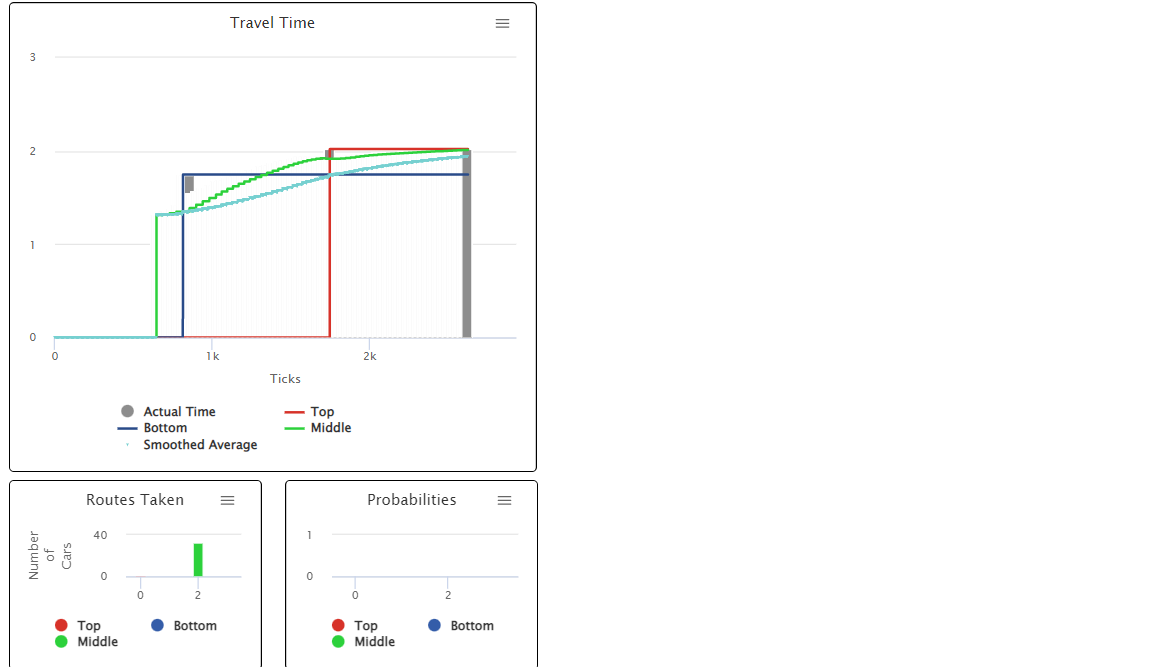 Travel Time
3
2
1
0
0 1k 2k
Ticks
Actual Time Top
Bottom Middle
Smoothed Average
Routes Taken
Number of Cars
40
0
0 2
Top Bottom
Middle
Probabilities
1
0
0 2
Top Bottom
Middle